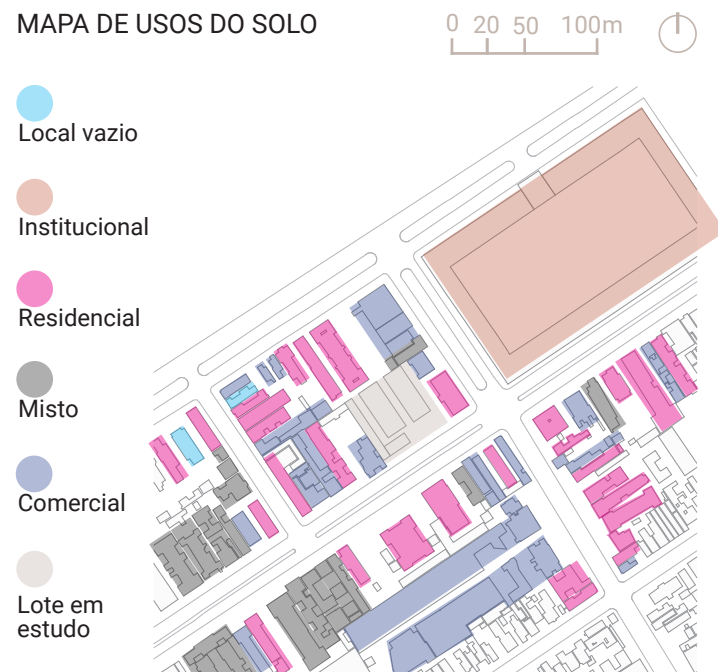 MAPA DE USOS DO SOLO
0 20 50 100m
Local vazio
Institucional
Residencial
Misto
Comercial
Lote em
estudo